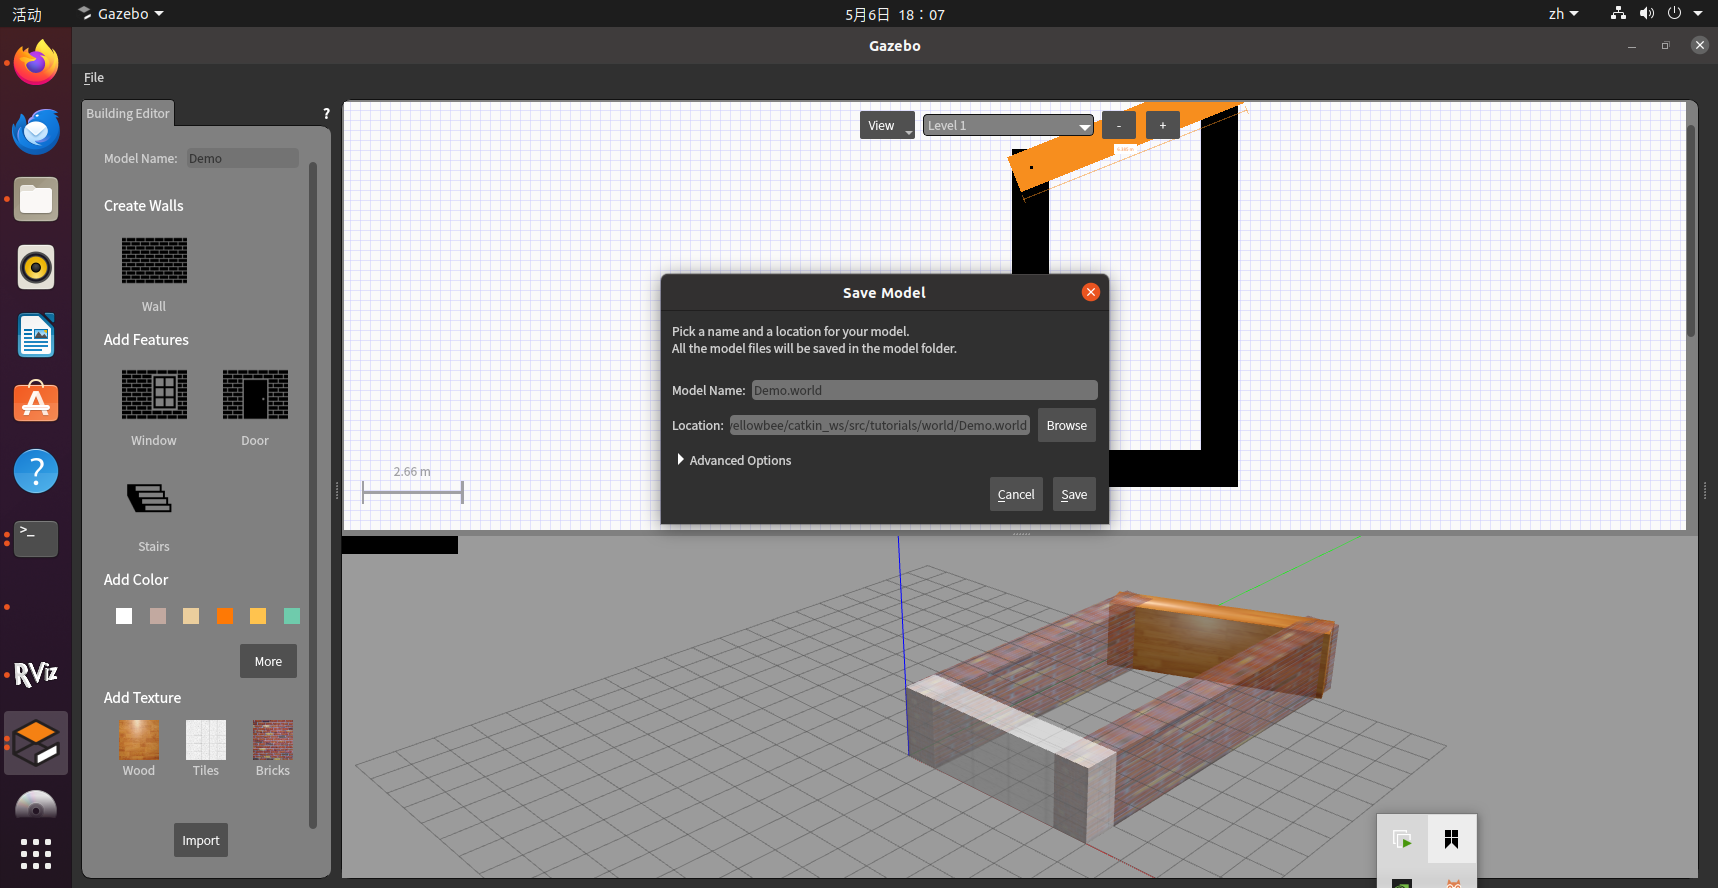 活动
Gazebo
5月6日 18：07
zh
Gazebo
File
Building Editor
?
Model Name: Demo
Create Walls
Wall
Add Features
Window
Door
Stairs
Add Color
More
Add Texture
Wood
Tiles
Bricks
Import
View
Level 1
-
+
2.66 m
Save Model
Pick a name and a location for your model.
All the model files will be saved in the model folder.
Model Name: Demo.world
Location: yellowbee/catkin_ws/src/tutorials/world/Demo.world
Browse
Advanced Options
Cancel
Save
>_
?
RViz